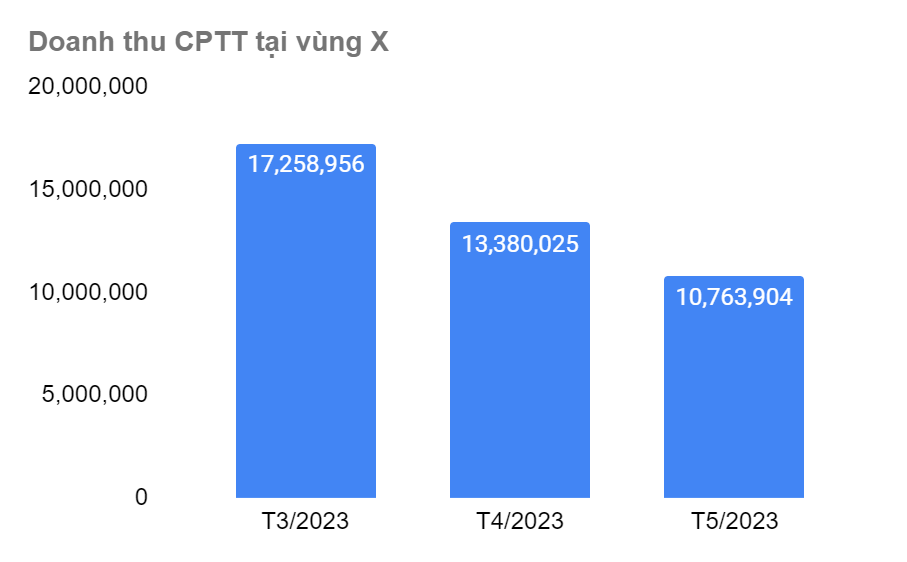 Doanh thu CPTT tại vùng X
20,000,000
15,000,000
10,000,000
5,000,000
0
17,258,956
13,380,025
10,763,904
T3/2023
T4/2023
T5/2023